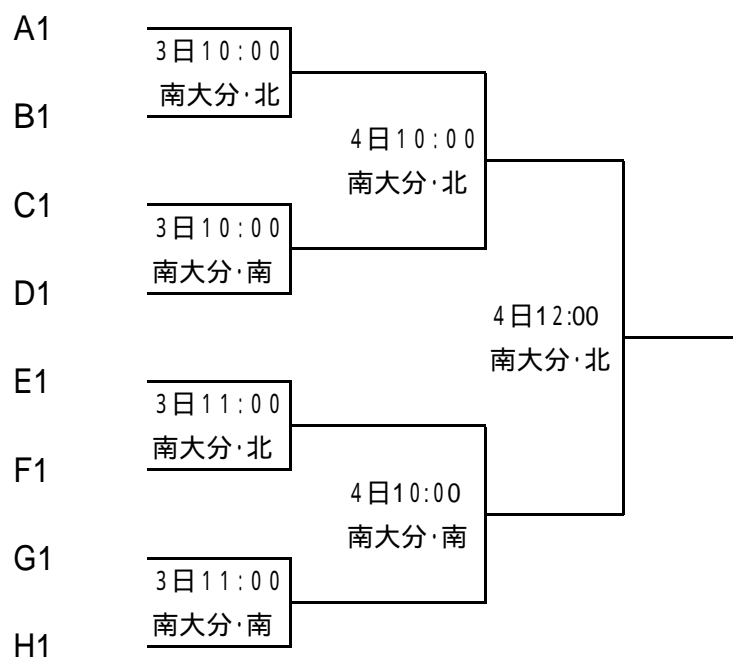 A1
3日10:00
南大分・北
B1
4日10:00
南大分・北
C1
3日10:00
南大分・南
D1
4日12:00
南大分・北
E1
3日11:00
南大分・北
F1
4日10:00
南大分・南
G1
3日11:00
南大分・南
H1